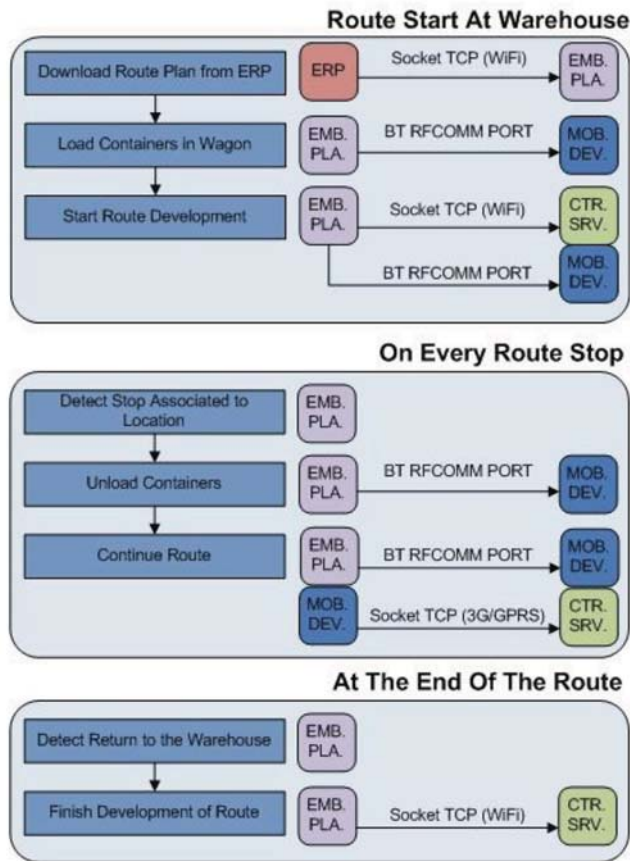 Route Start At Warehouse
Download Route Plan from ERP
ERP
Socket TCP (WiFi)
EMB.
PLA.
Load Containers in Wagon
EMB.
PLA.
BT RFCOMM PORT
MOB.
DEV.
Start Route Development
EMB.
PLA.
Socket TCP (WiFi)
CTR.
SRV.
BT RFCOMM PORT
MOB.
DEV.
On Every Route Stop
Detect Stop Associated to
Location
EMB.
PLA.
Unload Containers
EMB.
PLA.
BT RFCOMM PORT
MOB.
DEV.
Continue Route
EMB.
PLA.
BT RFCOMM PORT
MOB.
DEV.
MOB.
DEV.
Socket TCP (3G/GPRS)
CTR.
SRV.
At The End Of The Route
Detect Return to the Warehouse
EMB.
PLA.
Finish Development of Route
EMB.
PLA.
Socket TCP (WiFi)
CTR.
SRV.